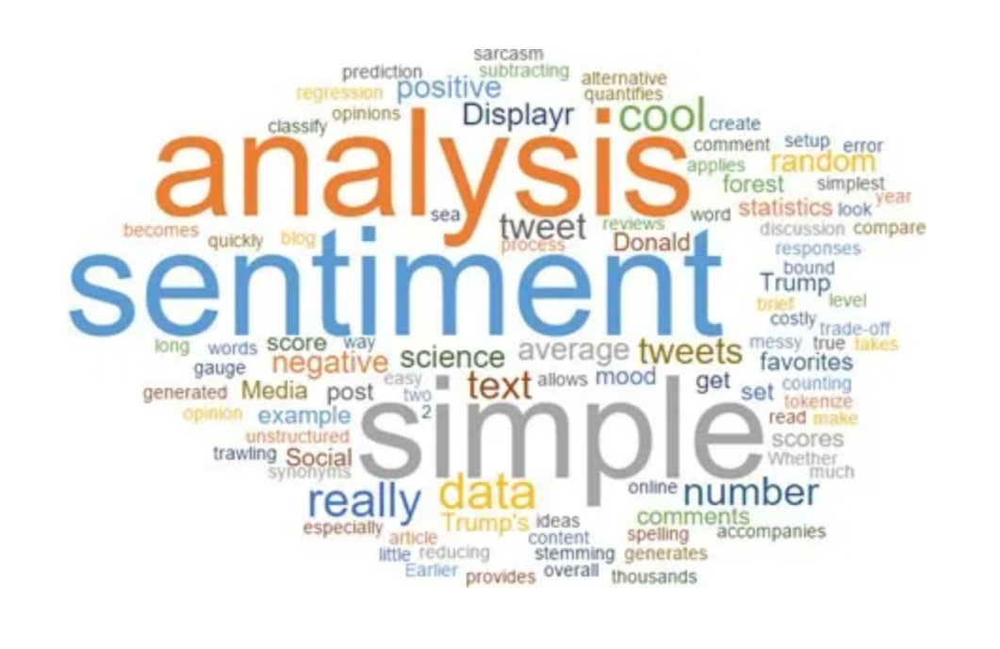 sarcasm
prediction subtracting alternative
regression positive quantifies
classify opinions Displayr cool create
analysis comment setup error
applies random
forest simplest
sea word statistics look year
becomes quickly blog tweet reviews discussion compare
process Donald responses
sentiment bound
Trump
brief level
costly trade-off
long words score way messy true takes
gauge negative science average tweets favorites
generated Media post easy text allows mood get set counting
two tokenize
opinion example 2 simple read make
unstructured scores
trawling Social Whether
synonyms much
really data online number
Trump's ideas comments
especially article content spelling accompanies
little reducing stemming generates
Earlier provides overall thousands